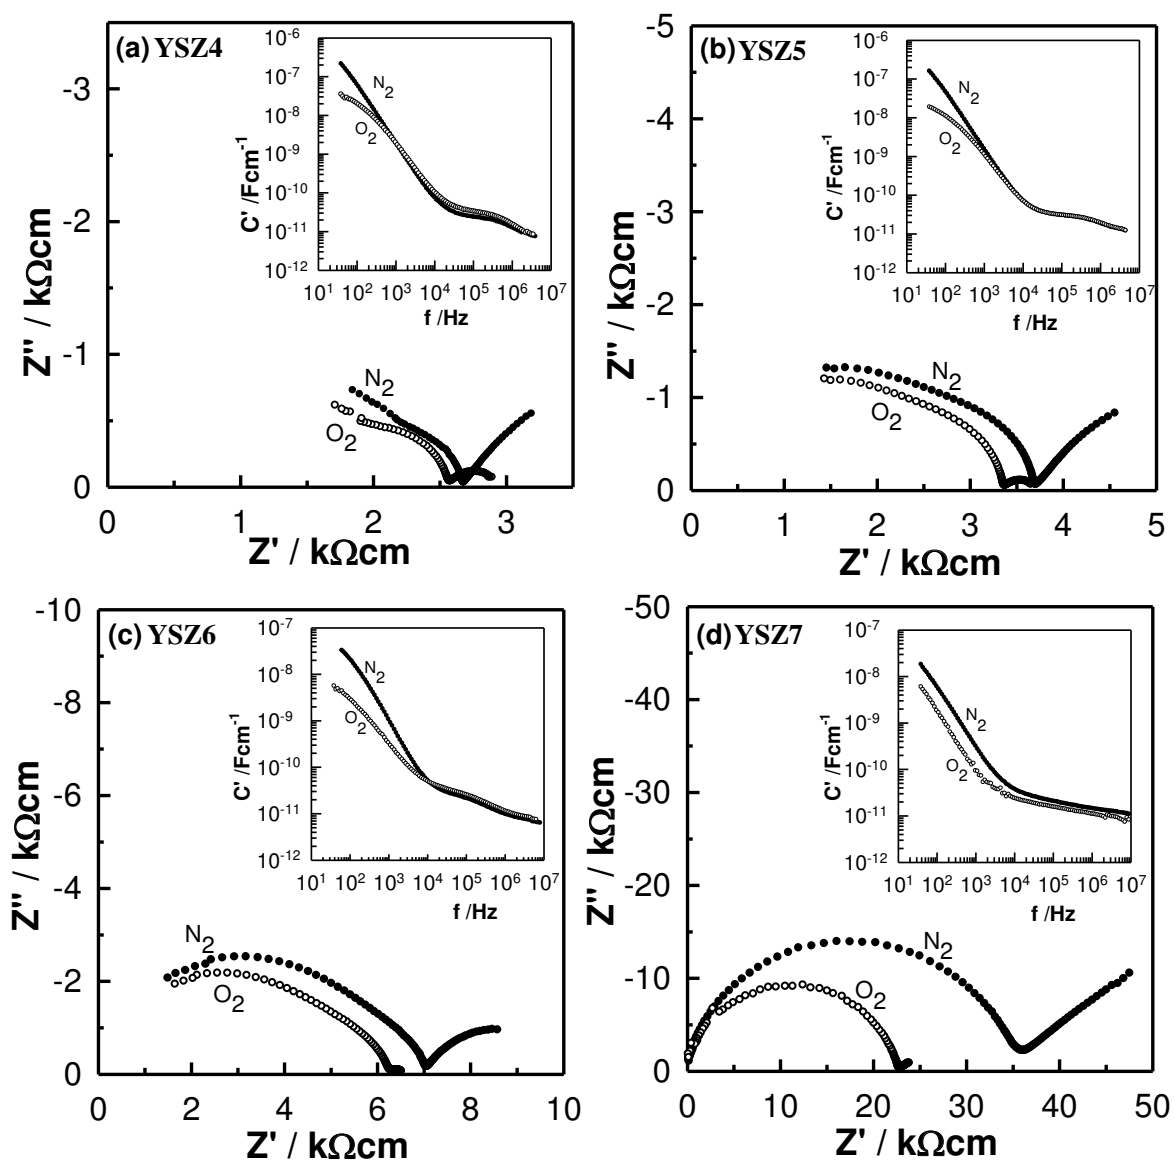 (a) YSZ4
-3
-2
-1
0
0
1
2
3
Z'' / kΩcm
Z' / kΩcm
N2
O2
10-6
10-7
10-8
10-9
10-10
10-11
10-12
C' /Fcm-1
N2
O2
101 102 103 104 105 106 107
f /Hz
(b) YSZ5
-5
-4
-3
-2
-1
0
0 1 2 3 4 5
Z'' / kΩcm
Z' / kΩcm
N2
O2
10-6
10-7
10-8
10-9
10-10
10-11
10-12
C' /Fcm-1
N2
O2
101 102 103 104 105 106 107
f /Hz
(c) YSZ6
-10
-8
-6
-4
-2
0
0 2 4 6 8 10
Z'' / kΩcm
Z' / kΩcm
N2
O2
10-7
10-8
10-9
10-10
10-11
10-12
C' /Fcm-1
N2
O2
101 102 103 104 105 106 107
f /Hz
(d) YSZ7
-50
-40
-30
-20
-10
0
0 10 20 30 40 50
Z'' / kΩcm
Z' / kΩcm
N2
O2
10-7
10-8
10-9
10-10
10-11
10-12
C' /Fcm-1
N2
O2
101 102 103 104 105 106 107
f /Hz